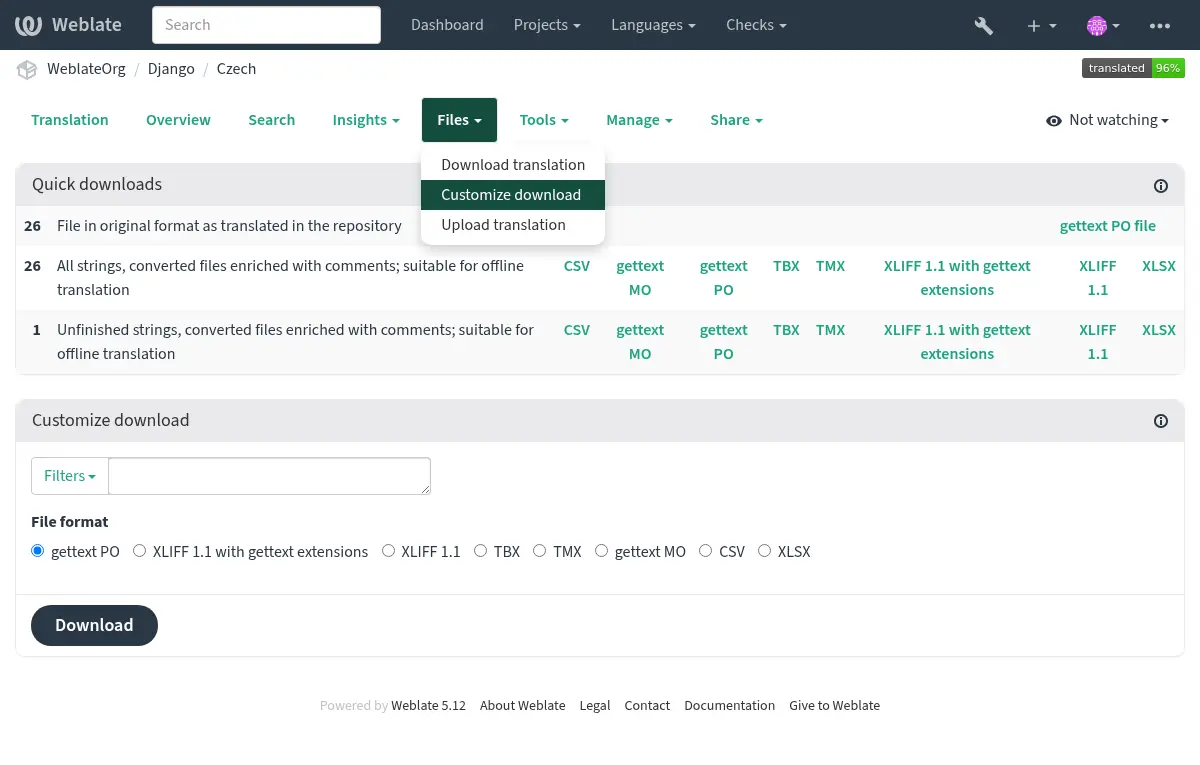 Weblate
Search
Dashboard
Projects
Languages
Checks
WeblateOrg / Django / Czech
translated 96%
Translation
Overview
Search
Insights
Files
Tools
Manage
Share
Not watching
Download translation
Customize download
Upload translation
Quick downloads
26 File in original format as translated in the repository gettext PO file
26 All strings, converted files enriched with comments; suitable for offline
translation
CSV
gettext
MO
gettext
PO
TBX
TMX
XLIFF 1.1 with gettext
extensions
XLIFF
1.1
XLSX
1 Unfinished strings, converted files enriched with comments; suitable for
offline translation
CSV
gettext
MO
gettext
PO
TBX
TMX
XLIFF 1.1 with gettext
extensions
XLIFF
1.1
XLSX
Customize download
Filters
File format
gettext PO XLIFF 1.1 with gettext extensions XLIFF 1.1 TBX TMX gettext MO CSV XLSX
Download
Powered by Weblate 5.12 About Weblate Legal Contact Documentation Give to Weblate